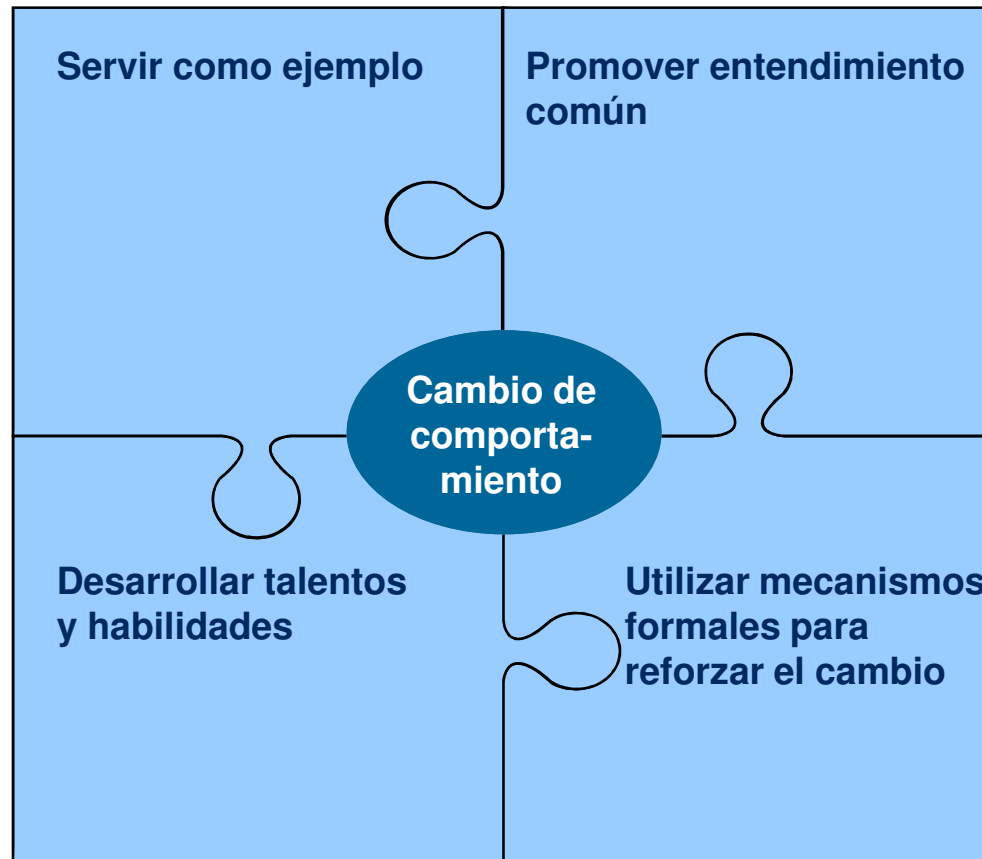 Servir como ejemplo
Promover entendimiento
común
Cambio de
comporta-
miento
Desarrollar talentos
y habilidades
Utilizar mecanismos
formales para
reforzar el cambio